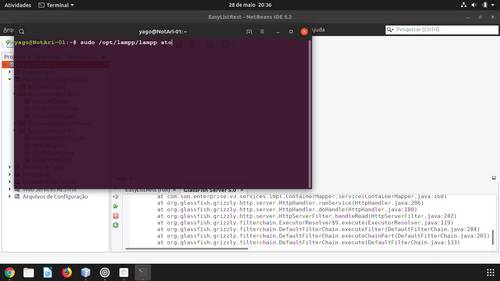 Atividades
Terminal
28 de maio 20:36
EasyListRest - NetBeans IDE 8.2
Ajuda
Pesquisar (Ctrl+I)
yago@NotAri-01: ~
yago@NotAri-01:~$ sudo /opt/lampp/lampp sto
Arquivos de Configuração
GlassFish Server 5.0
at com.sun.enterprise.v3.services.impl.ContainerMapper.service(ContainerMapper.java:168)
at org.glassfish.grizzly.http.server.HttpHandler.runService(HttpHandler.java:206)
at org.glassfish.grizzly.http.server.HttpHandler.doHandle(HttpHandler.java:180)
at org.glassfish.grizzly.http.server.HttpServerFilter.handleRead(HttpServerFilter.java:242)
at org.glassfish.grizzly.filterchain.ExecutorResolver$9.execute(ExecutorResolver.java:119)
at org.glassfish.grizzly.filterchain.DefaultFilterChain.executeFilter(DefaultFilterChain.java:284)
at org.glassfish.grizzly.filterchain.DefaultFilterChain.executeChainPart(DefaultFilterChain.java:201)
at org.glassfish.grizzly.filterchain.DefaultFilterChain.execute(DefaultFilterChain.java:133)